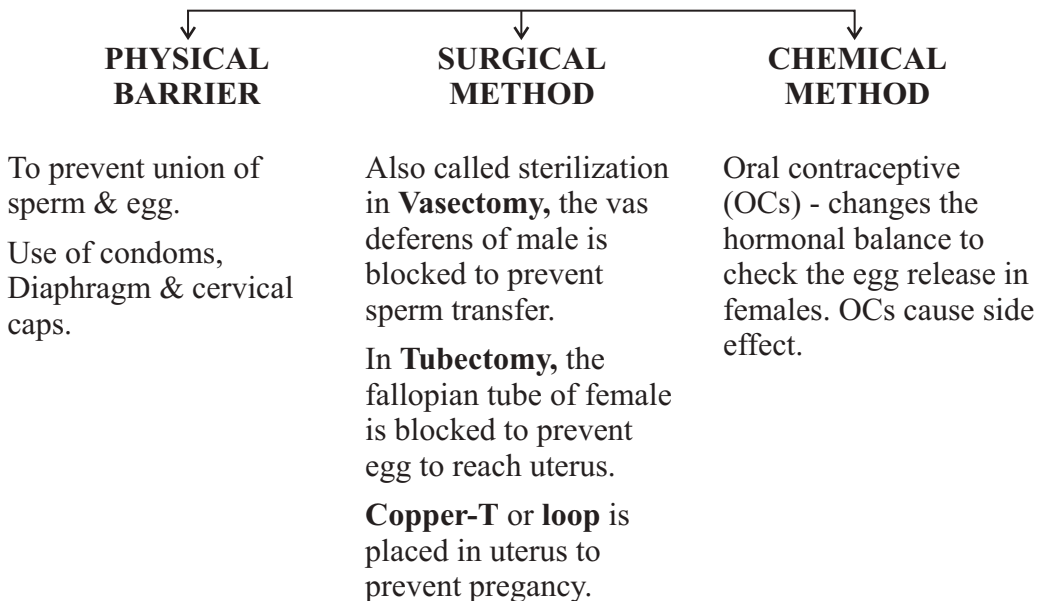 PHYSICAL
BARRIER
To prevent union of
sperm & egg.
Use of condoms,
Diaphragm & cervical
caps.
SURGICAL
METHOD
Also called sterilization
in Vasectomy, the vas
deferens of male is
blocked to prevent
sperm transfer.
In Tubectomy, the
fallopian tube of female
is blocked to prevent
egg to reach uterus.
Copper-T or loop is
placed in uterus to
prevent pregancy.
CHEMICAL
METHOD
Oral contraceptive
(OCs) - changes the
hormonal balance to
check the egg release in
females. OCs cause side
effect.